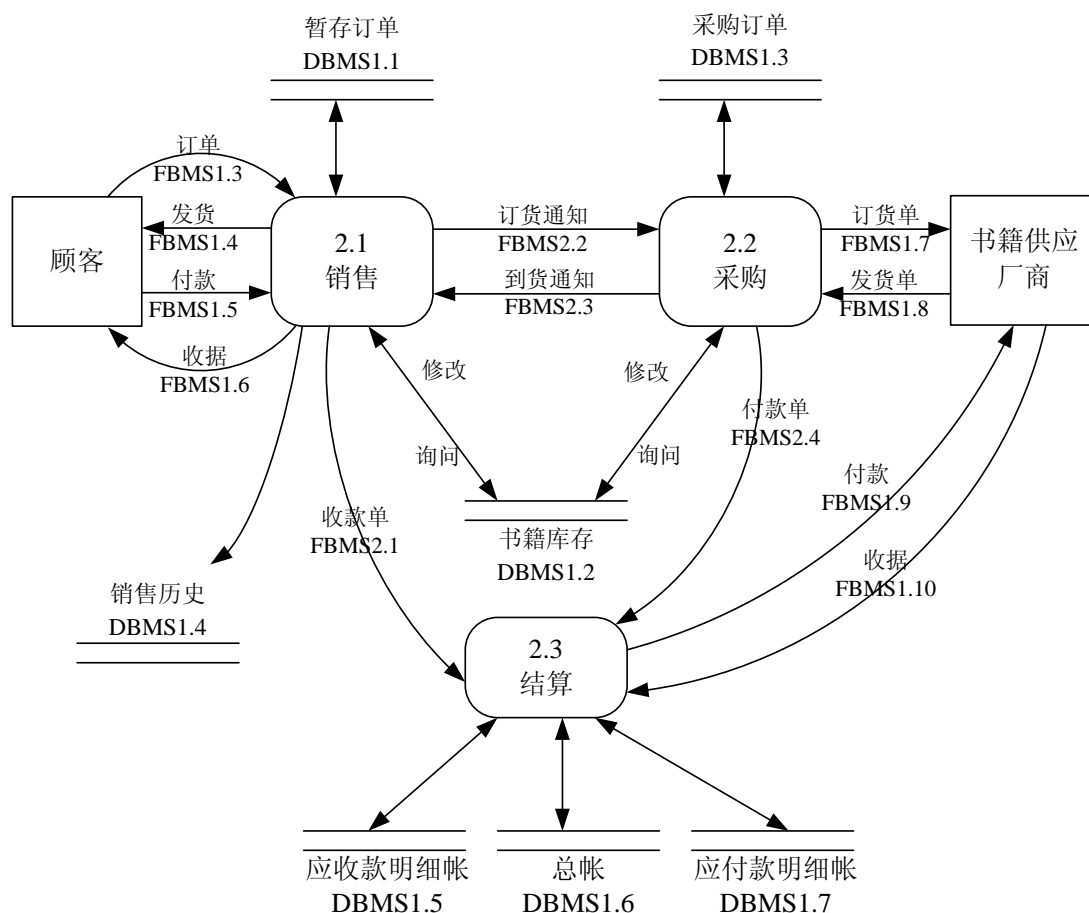 暂存订单
DBMS1.1
采购订单
DBMS1.3
订单
FBMS1.3
顾客
发货
FBMS1.4
付款
FBMS1.5
收据
FBMS1.6
2.1
销售
订货通知
FBMS2.2
到货通知
FBMS2.3
2.2
采购
订货单
FBMS1.7
发货单
FBMS1.8
书籍供应
厂商
修改
询问
修改
询问
付款单
FBMS2.4
付款
FBMS1.9
收据
FBMS1.10
收款单
FBMS2.1
书籍库存
DBMS1.2
销售历史
DBMS1.4
2.3
结算
应收款明细帐
DBMS1.5
总帐
DBMS1.6
应付款明细帐
DBMS1.7